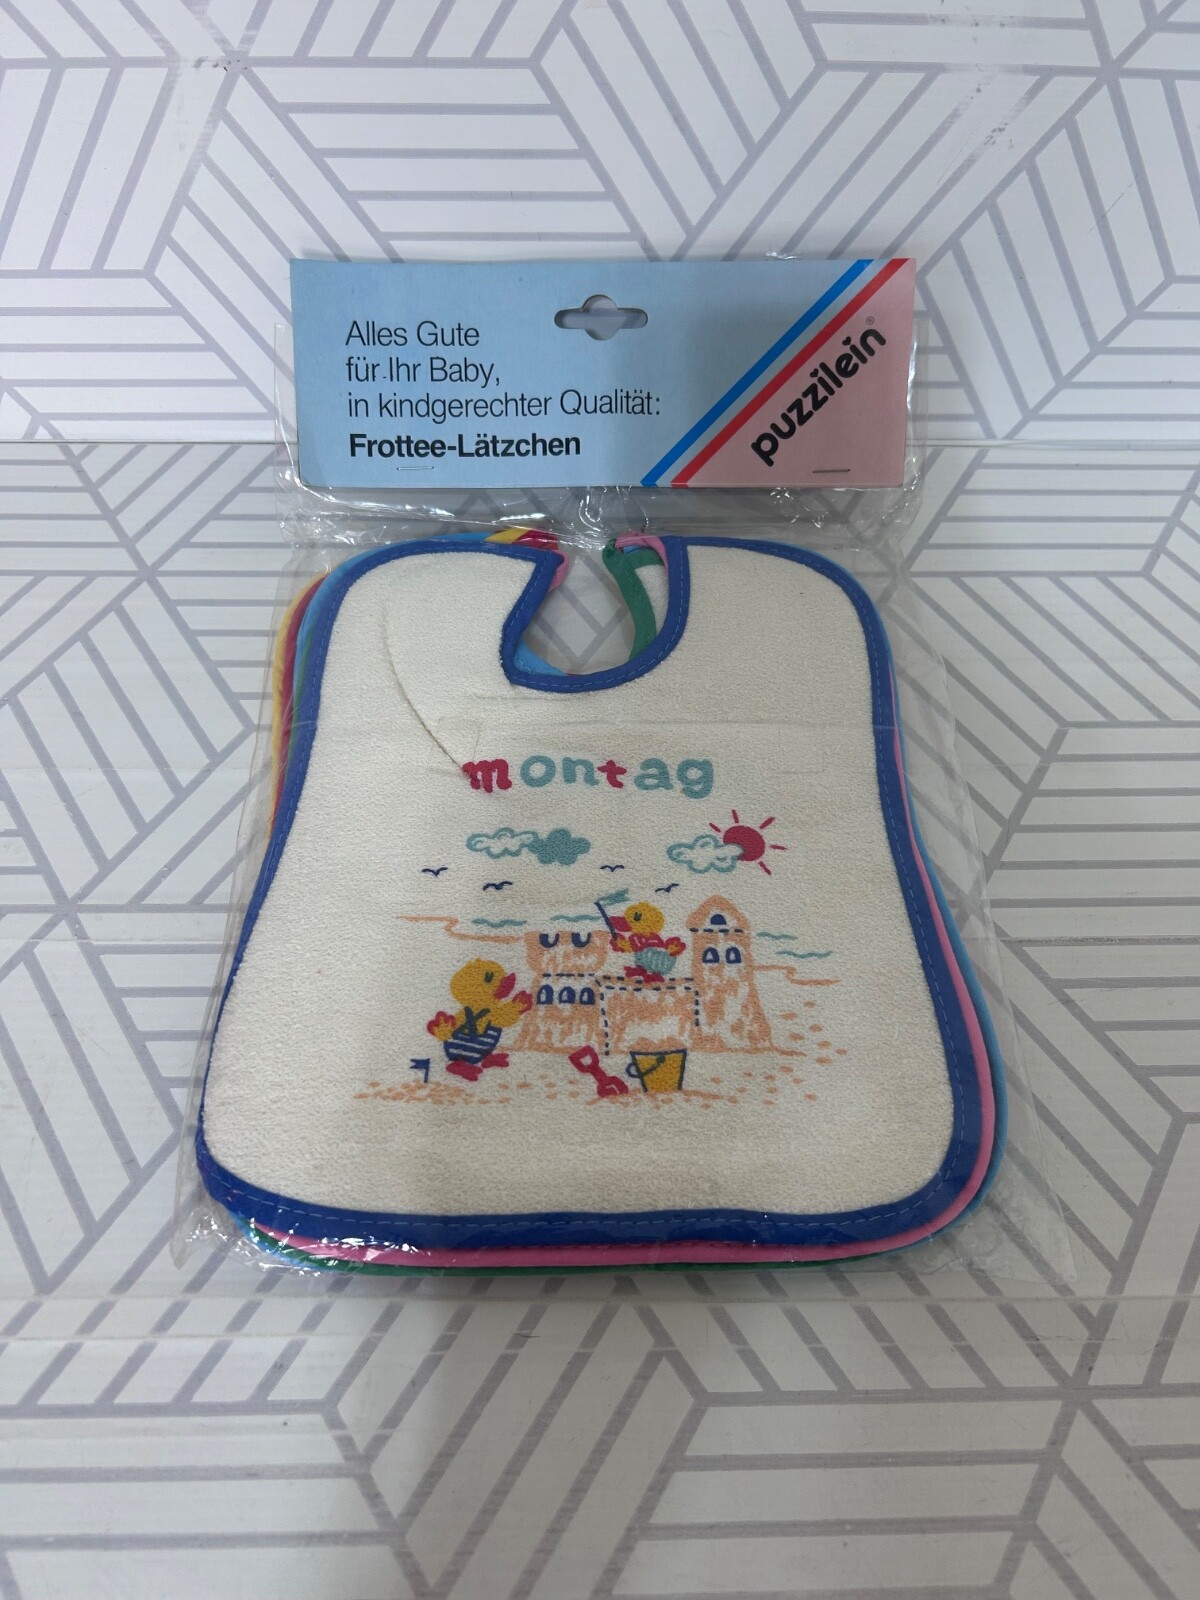 Alles Gute
für Ihr Baby,
in kindgerechter Qualität:
Frottee-Lätzchen
puzzilein®
montag